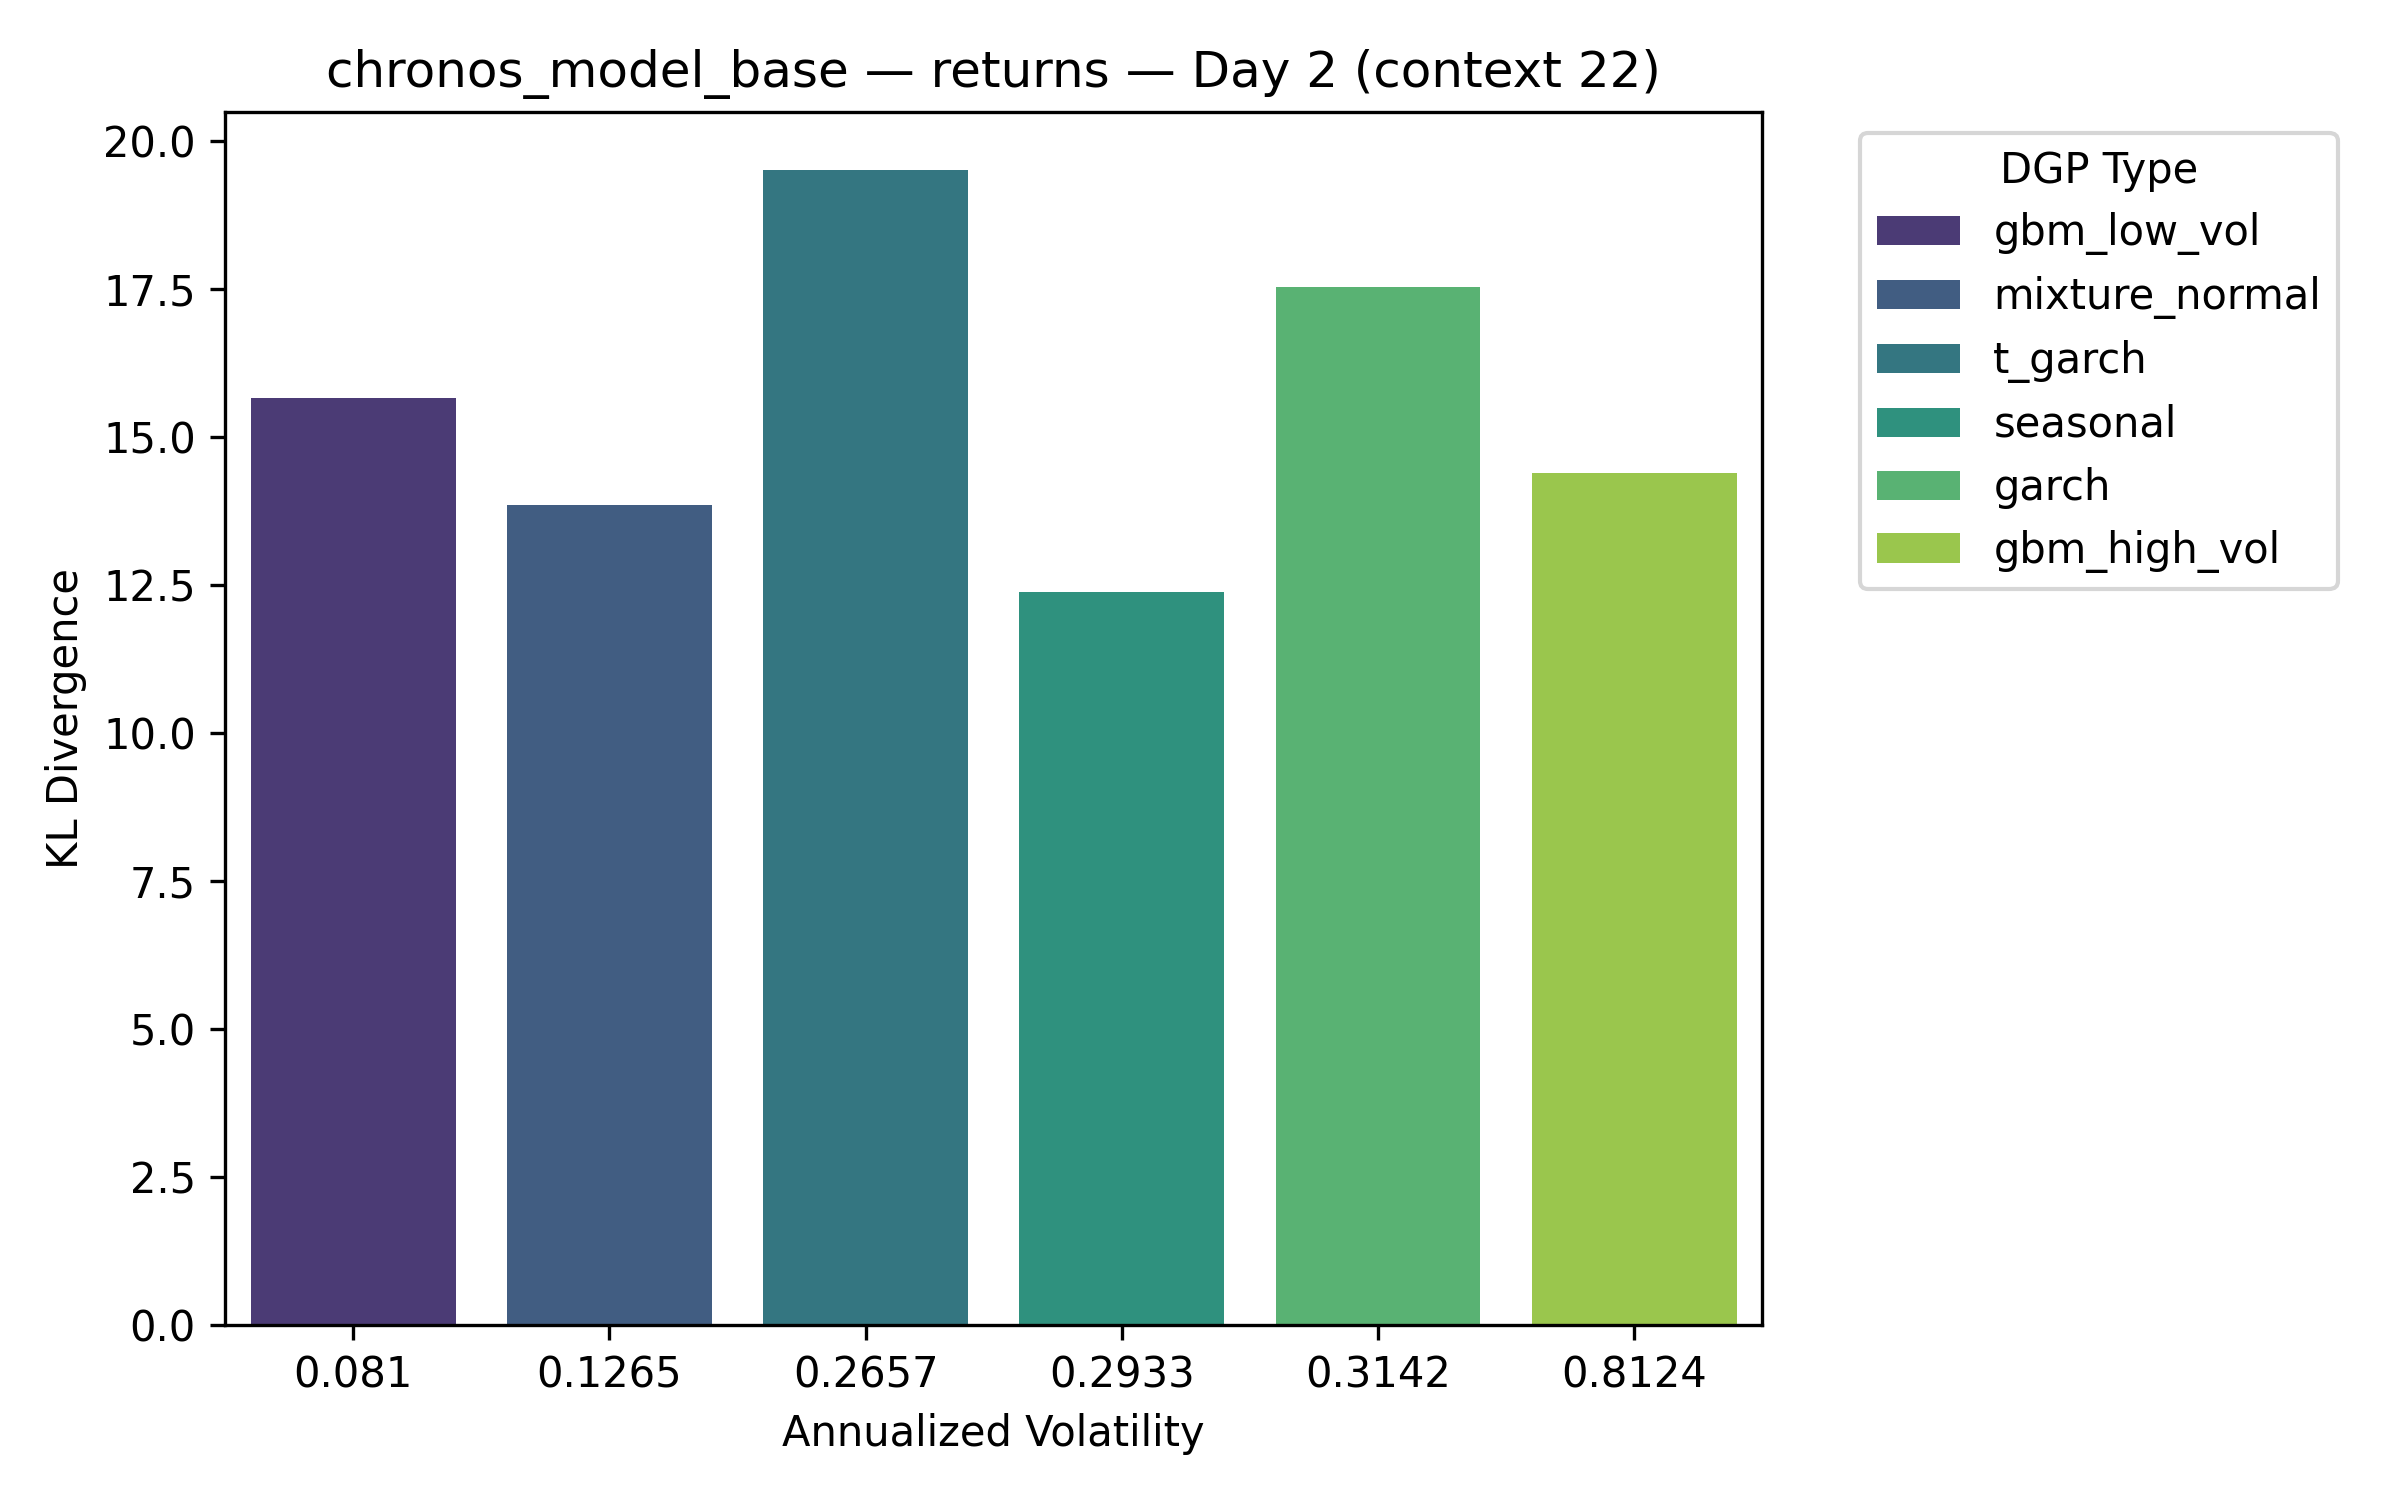 chronos_model_base — returns — Day 2 (context 22)
KL Divergence
20.0
17.5
15.0
12.5
10.0
7.5
5.0
2.5
0.0
0.081 0.1265 0.2657 0.2933 0.3142 0.8124
Annualized Volatility
DGP Type
gbm_low_vol
mixture_normal
t_garch
seasonal
garch
gbm_high_vol